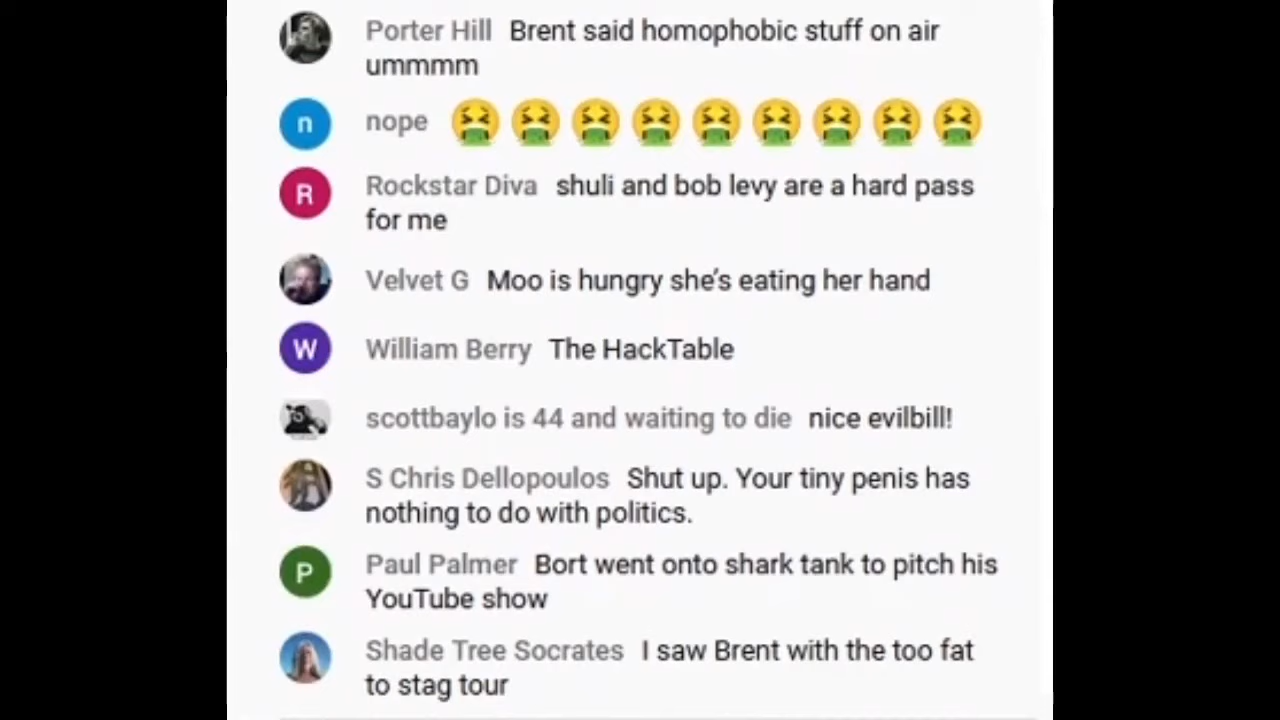 Porter Hill Brent said homophobic stuff on air
ummmm
n nope 🤮🤮🤮🤮🤮🤮🤮🤮🤮
R Rockstar Diva shuli and bob levy are a hard pass
for me
Velvet G Moo is hungry she’s eating her hand
W William Berry The HackTable
scottbaylo is 44 and waiting to die nice evilbill!
S Chris Dellopoulos Shut up. Your tiny penis has
nothing to do with politics.
P Paul Palmer Bort went onto shark tank to pitch his
YouTube show
Shade Tree Socrates I saw Brent with the too fat
to stag tour